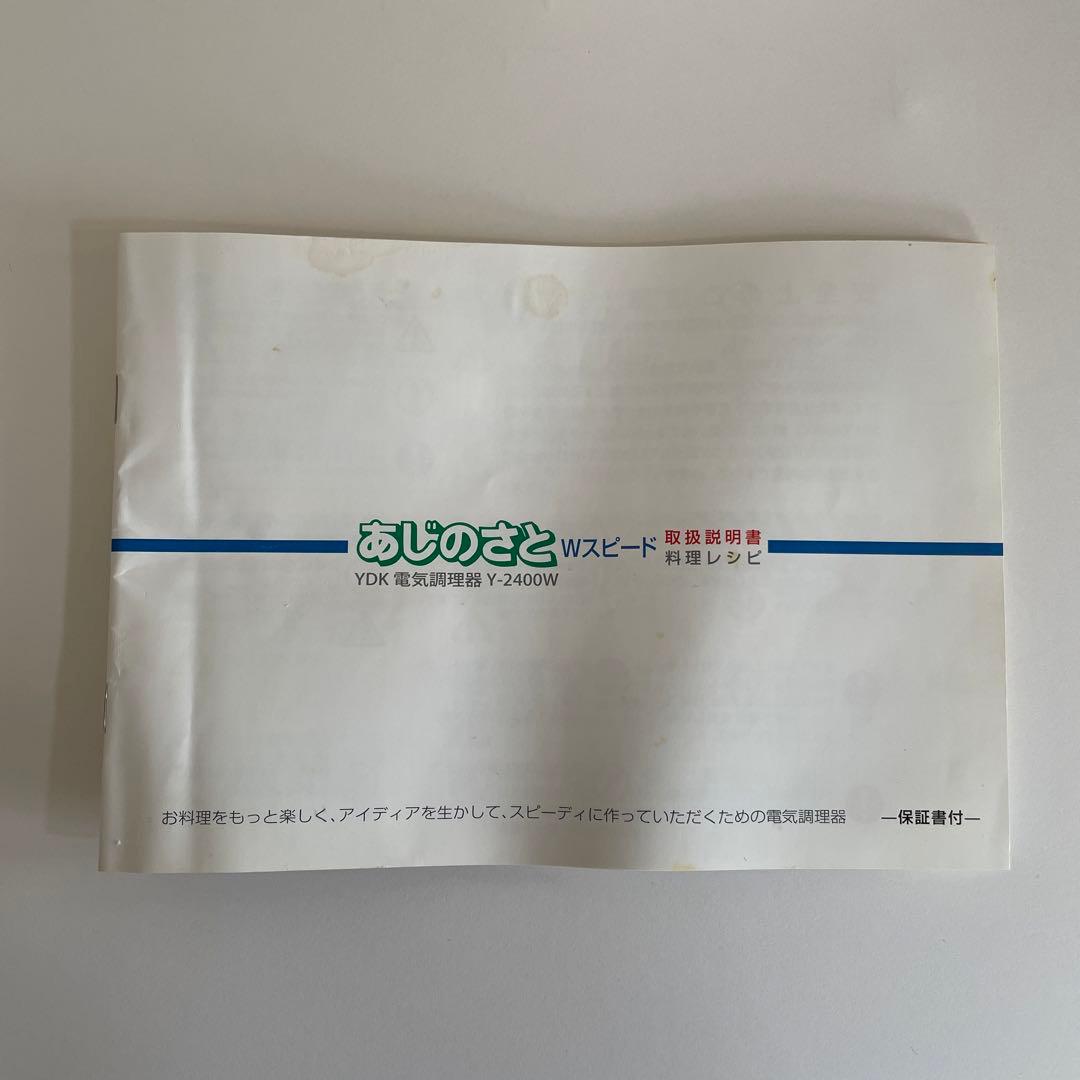 あじのさと Wスピード 取扱説明書
料理レシピ
YDK 電気調理器 Y-2400W
お料理をもっと楽しく、アイディアを生かして、スピーディに作っていただくための電気調理器 ―保証書付―